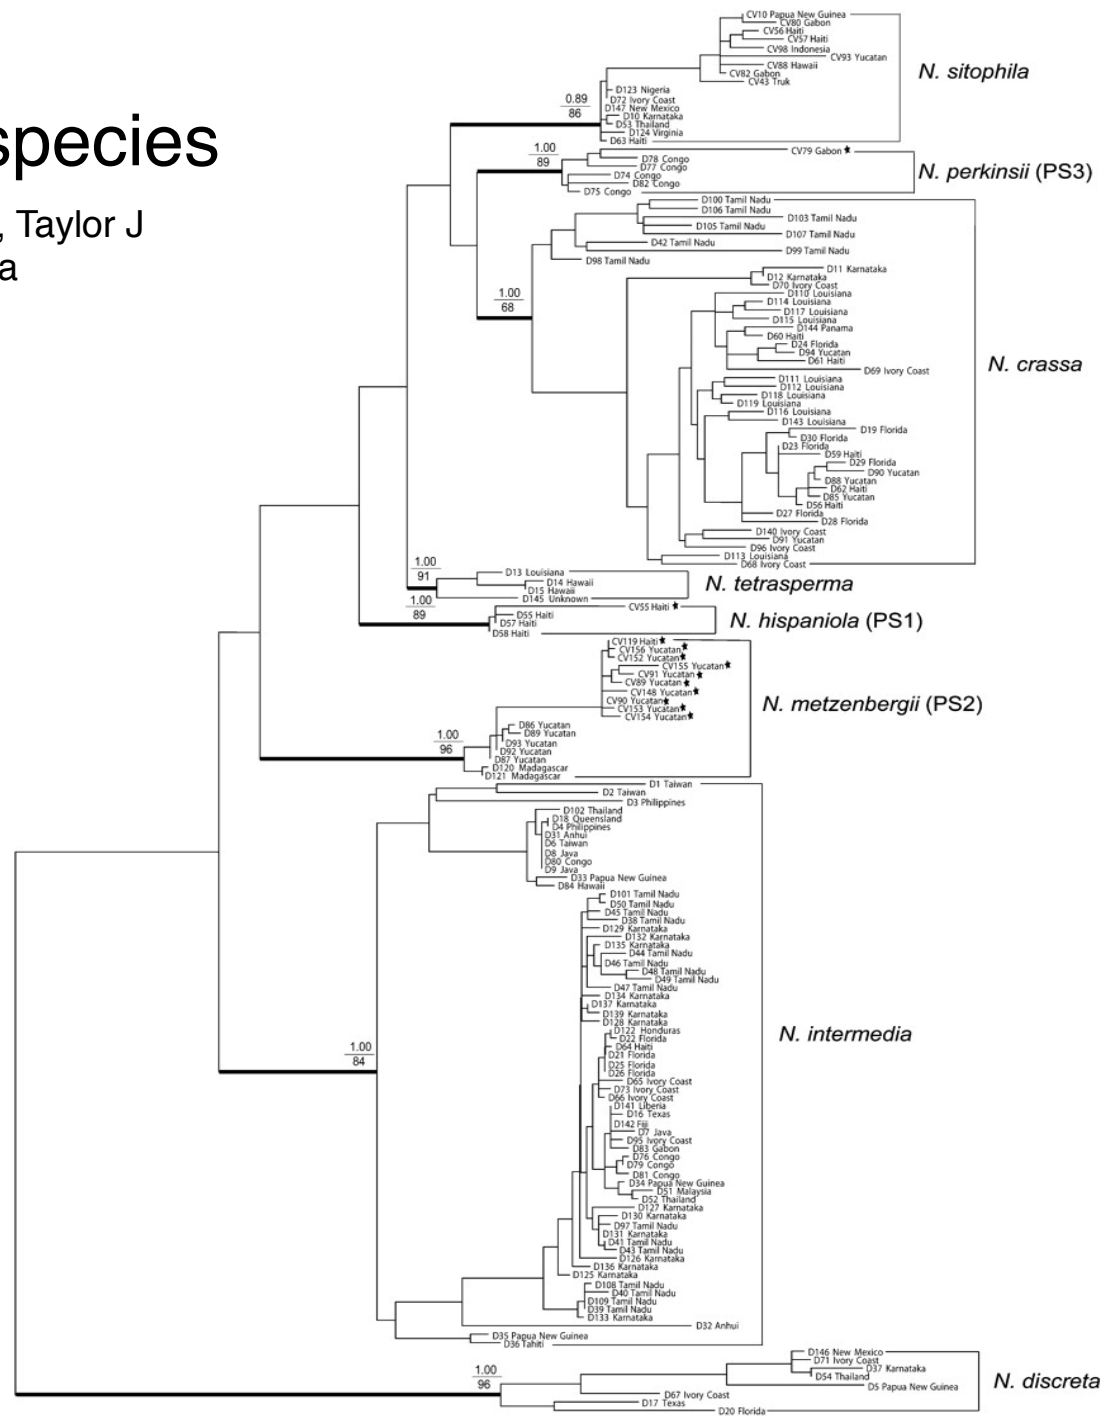 species
, Taylor J
a
CV10 Papua New Guinea
CV80 Gabon
CV56 Haiti
CV57 Haiti
CV98 Indonesia
CV93 Yucatan
CV88 Hawaii
CV82 Gabon
CV43 Truk
N. sitophila
D123 Nigeria
D72 Ivory Coast
D147 New Mexico
D10 Karnataka
D53 Thailand
D124 Virginia
D63 Haiti
0.89
86
CV79 Gabon
D78 Congo
D77 Congo
D74 Congo
D82 Congo
D75 Congo
1.00
89
N. perkinsii (PS3)
D100 Tamil Nadu
D106 Tamil Nadu
D103 Tamil Nadu
D105 Tamil Nadu
D107 Tamil Nadu
D42 Tamil Nadu
D99 Tamil Nadu
D98 Tamil Nadu
D11 Karnataka
D12 Karnataka
D70 Ivory Coast
D110 Louisiana
D114 Louisiana
D117 Louisiana
D115 Louisiana
D144 Panama
D60 Haiti
D24 Florida
D94 Yucatan
D61 Haiti
D69 Ivory Coast
D111 Louisiana
D112 Louisiana
D118 Louisiana
D119 Louisiana
D116 Louisiana
D143 Louisiana
D19 Florida
D30 Florida
D23 Florida
D59 Haiti
D29 Florida
D90 Yucatan
D88 Yucatan
D62 Haiti
D85 Yucatan
D56 Haiti
D27 Florida
D28 Florida
D140 Ivory Coast
D91 Yucatan
D96 Ivory Coast
D113 Louisiana
D68 Ivory Coast
1.00
68
N. crassa
D13 Louisiana
D14 Hawaii
D15 Hawaii
D145 Unknown
1.00
91
N. tetrasperma
CV55 Haiti
D55 Haiti
D57 Haiti
D58 Haiti
1.00
89
N. hispaniola (PS1)
CV119 Haiti
CV156 Yucatan
CV152 Yucatan
CV155 Yucatan
CV91 Yucatan
CV89 Yucatan
CV148 Yucatan
CV90 Yucatan
CV153 Yucatan
CV154 Yucatan
D86 Yucatan
D89 Yucatan
D93 Yucatan
D92 Yucatan
D87 Yucatan
D120 Madagascar
D121 Madagascar
1.00
96
N. metzenbergii (PS2)
D1 Taiwan
D2 Taiwan
D3 Philippines
D102 Thailand
D18 Queensland
D4 Philippines
D31 Anhui
D6 Taiwan
D8 Java
D80 Congo
D9 Java
D33 Papua New Guinea
D84 Hawaii
D101 Tamil Nadu
D50 Tamil Nadu
D45 Tamil Nadu
D38 Tamil Nadu
D129 Karnataka
D132 Karnataka
D135 Karnataka
D44 Tamil Nadu
D46 Tamil Nadu
D48 Tamil Nadu
D49 Tamil Nadu
D47 Tamil Nadu
D134 Karnataka
D137 Karnataka
D139 Karnataka
D128 Karnataka
D122 Honduras
D22 Florida
D64 Haiti
D21 Florida
D25 Florida
D26 Florida
D65 Ivory Coast
D73 Ivory Coast
D66 Ivory Coast
D141 Liberia
D16 Texas
D142 Fiji
D7 Java
D95 Ivory Coast
D83 Gabon
D76 Congo
D79 Congo
D81 Congo
D34 Papua New Guinea
D51 Malaysia
D52 Thailand
D127 Karnataka
D130 Karnataka
D97 Tamil Nadu
D131 Karnataka
D41 Tamil Nadu
D43 Tamil Nadu
D126 Karnataka
D136 Karnataka
D125 Karnataka
D108 Tamil Nadu
D40 Tamil Nadu
D109 Tamil Nadu
D39 Tamil Nadu
D133 Karnataka
D32 Anhui
D35 Papua New Guinea
D36 Tahiti
1.00
84
N. intermedia
D146 New Mexico
D71 Ivory Coast
D37 Karnataka
D54 Thailand
D5 Papua New Guinea
D67 Ivory Coast
D17 Texas
D20 Florida
1.00
96
N. discreta